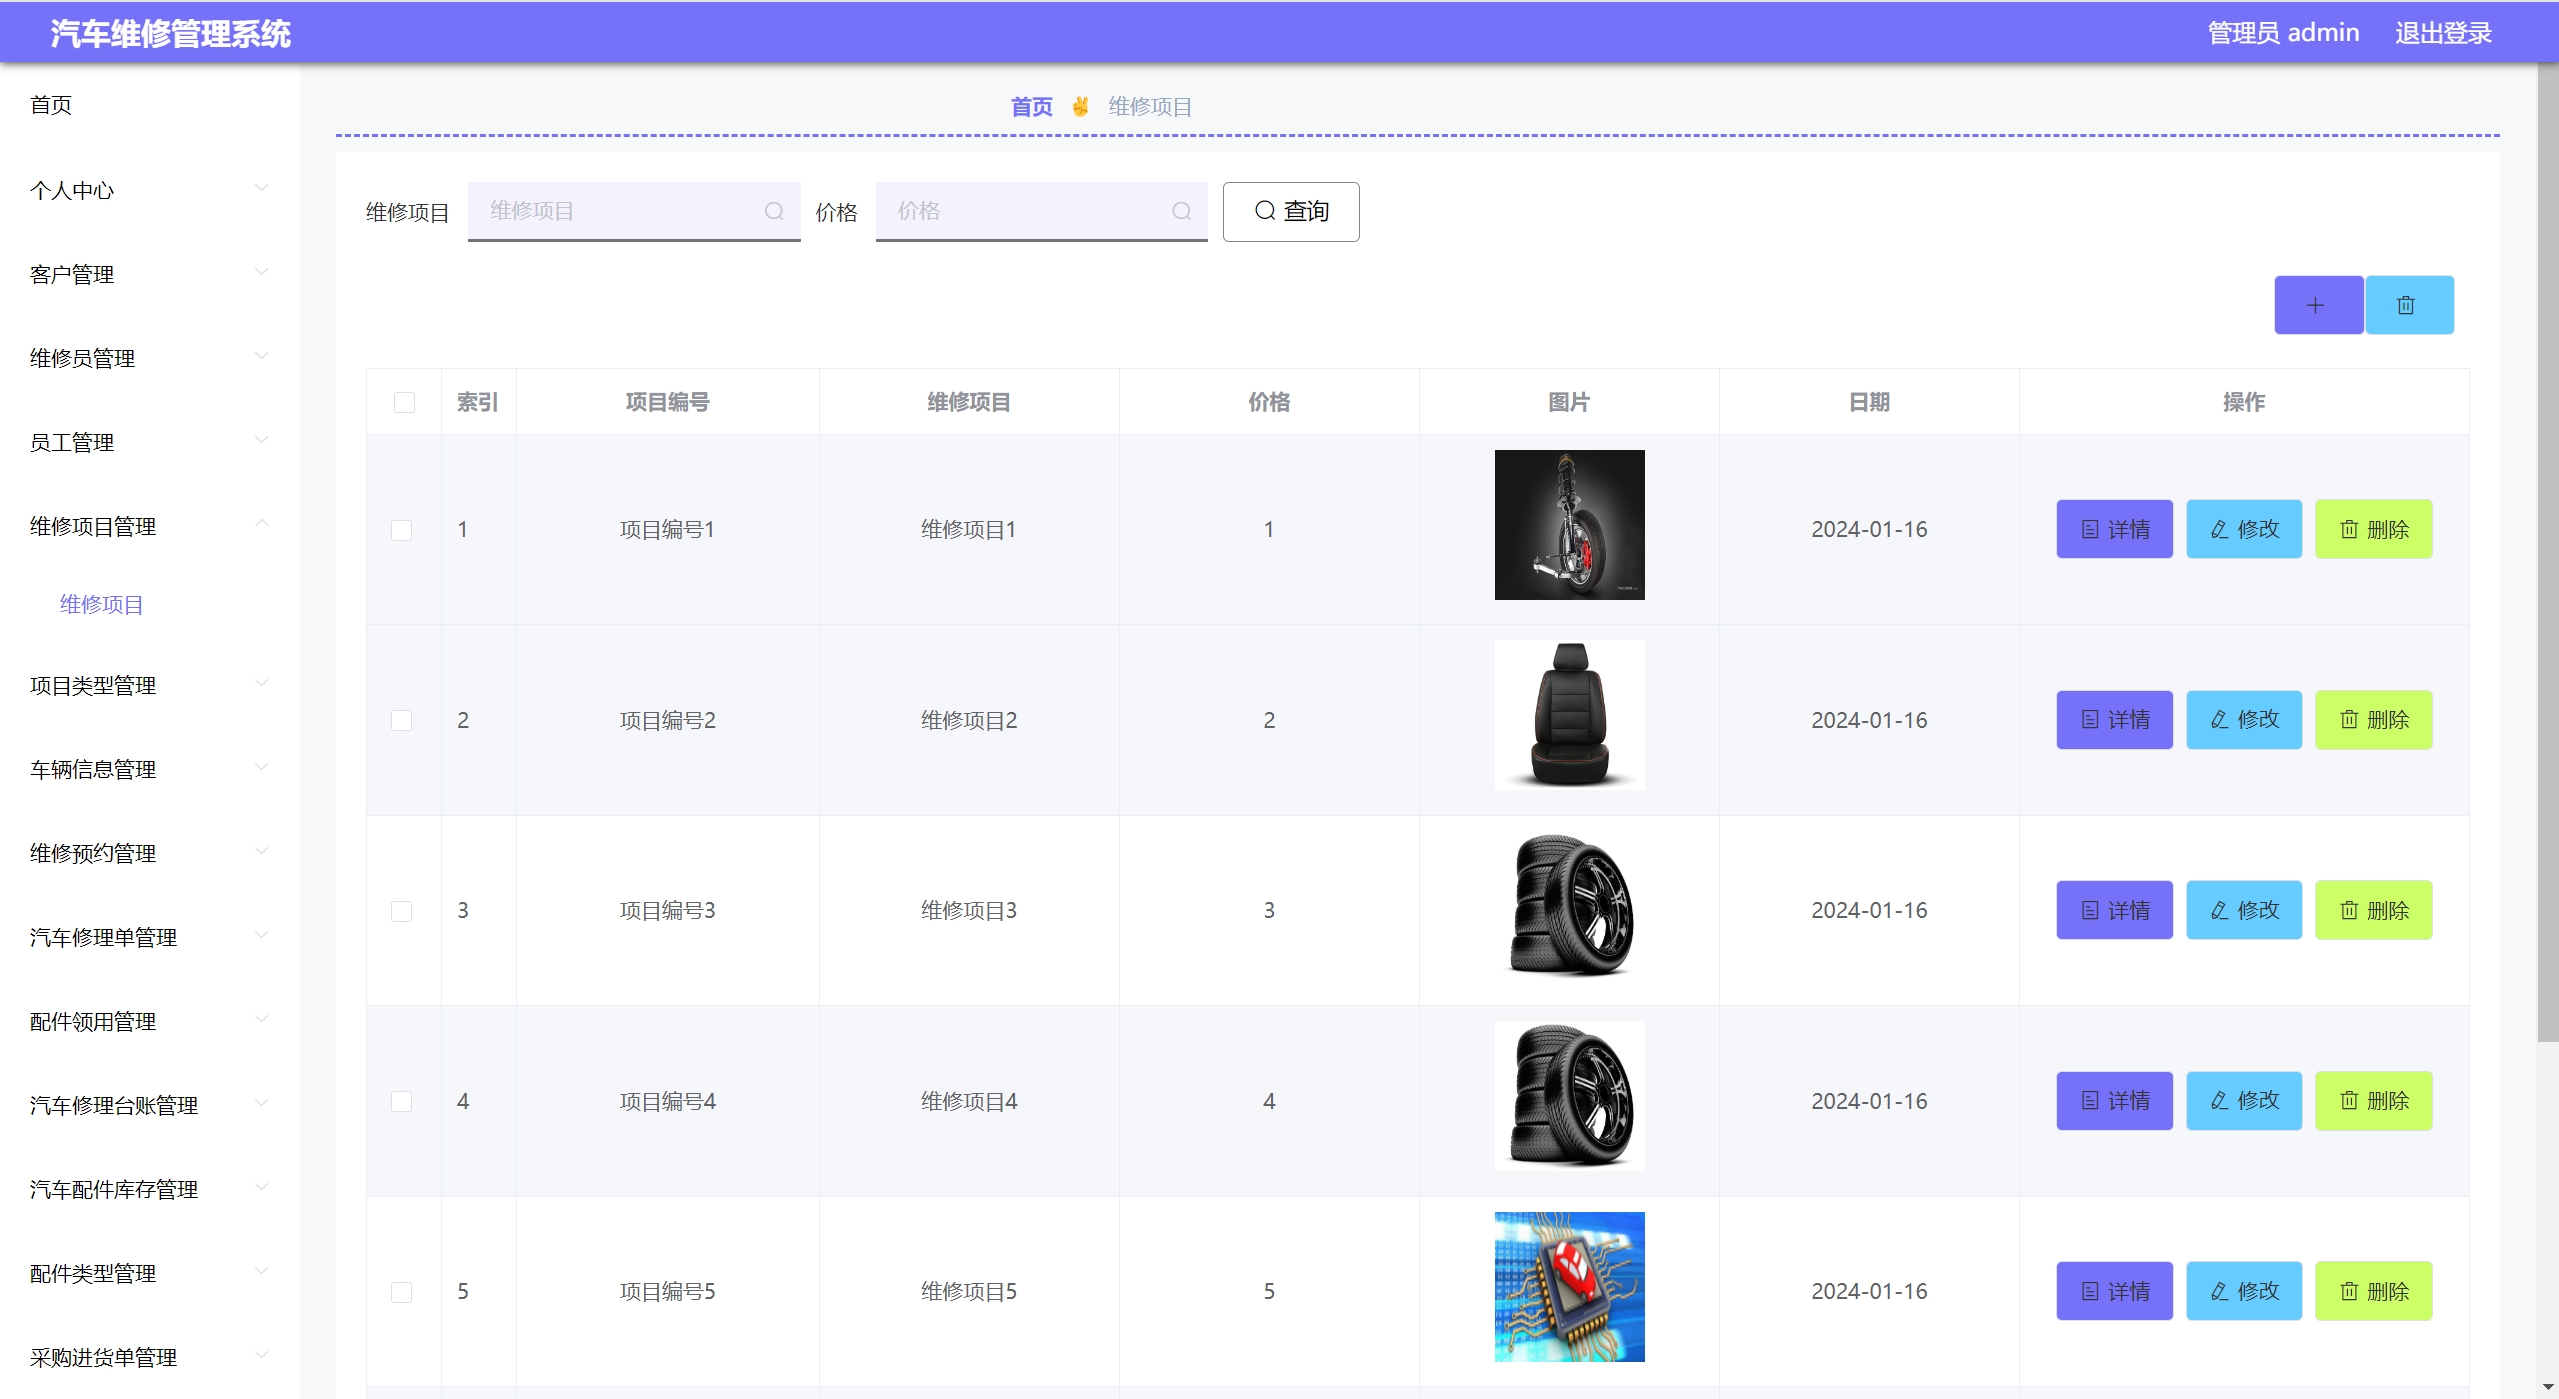 汽车维修管理系统
管理员 admin 退出登录
首页
个人中心
客户管理
维修员管理
员工管理
维修项目管理
维修项目
项目类型管理
车辆信息管理
维修预约管理
汽车修理单管理
配件领用管理
汽车修理台账管理
汽车配件库存管理
配件类型管理
采购进货单管理
首页 维修项目
维修项目 维修项目 价格 价格 查询
索引 项目编号 维修项目 价格 图片 日期 操作
1 项目编号1 维修项目1 1 2024-01-16 详情 修改 删除
2 项目编号2 维修项目2 2 2024-01-16 详情 修改 删除
3 项目编号3 维修项目3 3 2024-01-16 详情 修改 删除
4 项目编号4 维修项目4 4 2024-01-16 详情 修改 删除
5 项目编号5 维修项目5 5 2024-01-16 详情 修改 删除